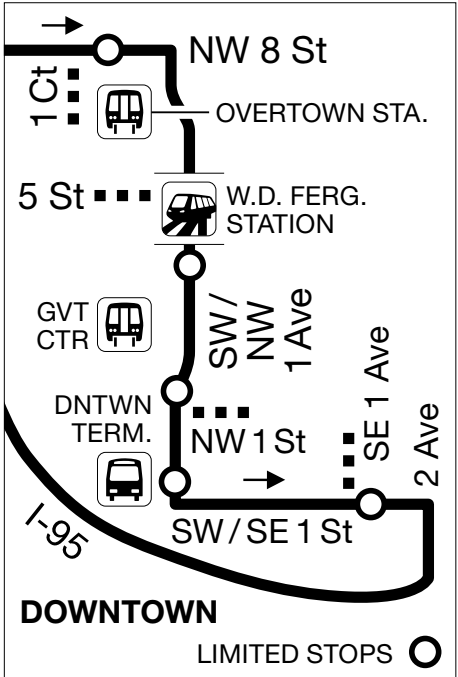 NW 8 St
1 Ct
OVERTOWN STA.
5 St
W.D. FERG.
STATION
GVT
CTR
SW /
NW
1 Ave
SE 1 Ave
2 Ave
DNTWN
TERM.
NW 1 St
I-95
SW / SE 1 St
DOWNTOWN
LIMITED STOPS